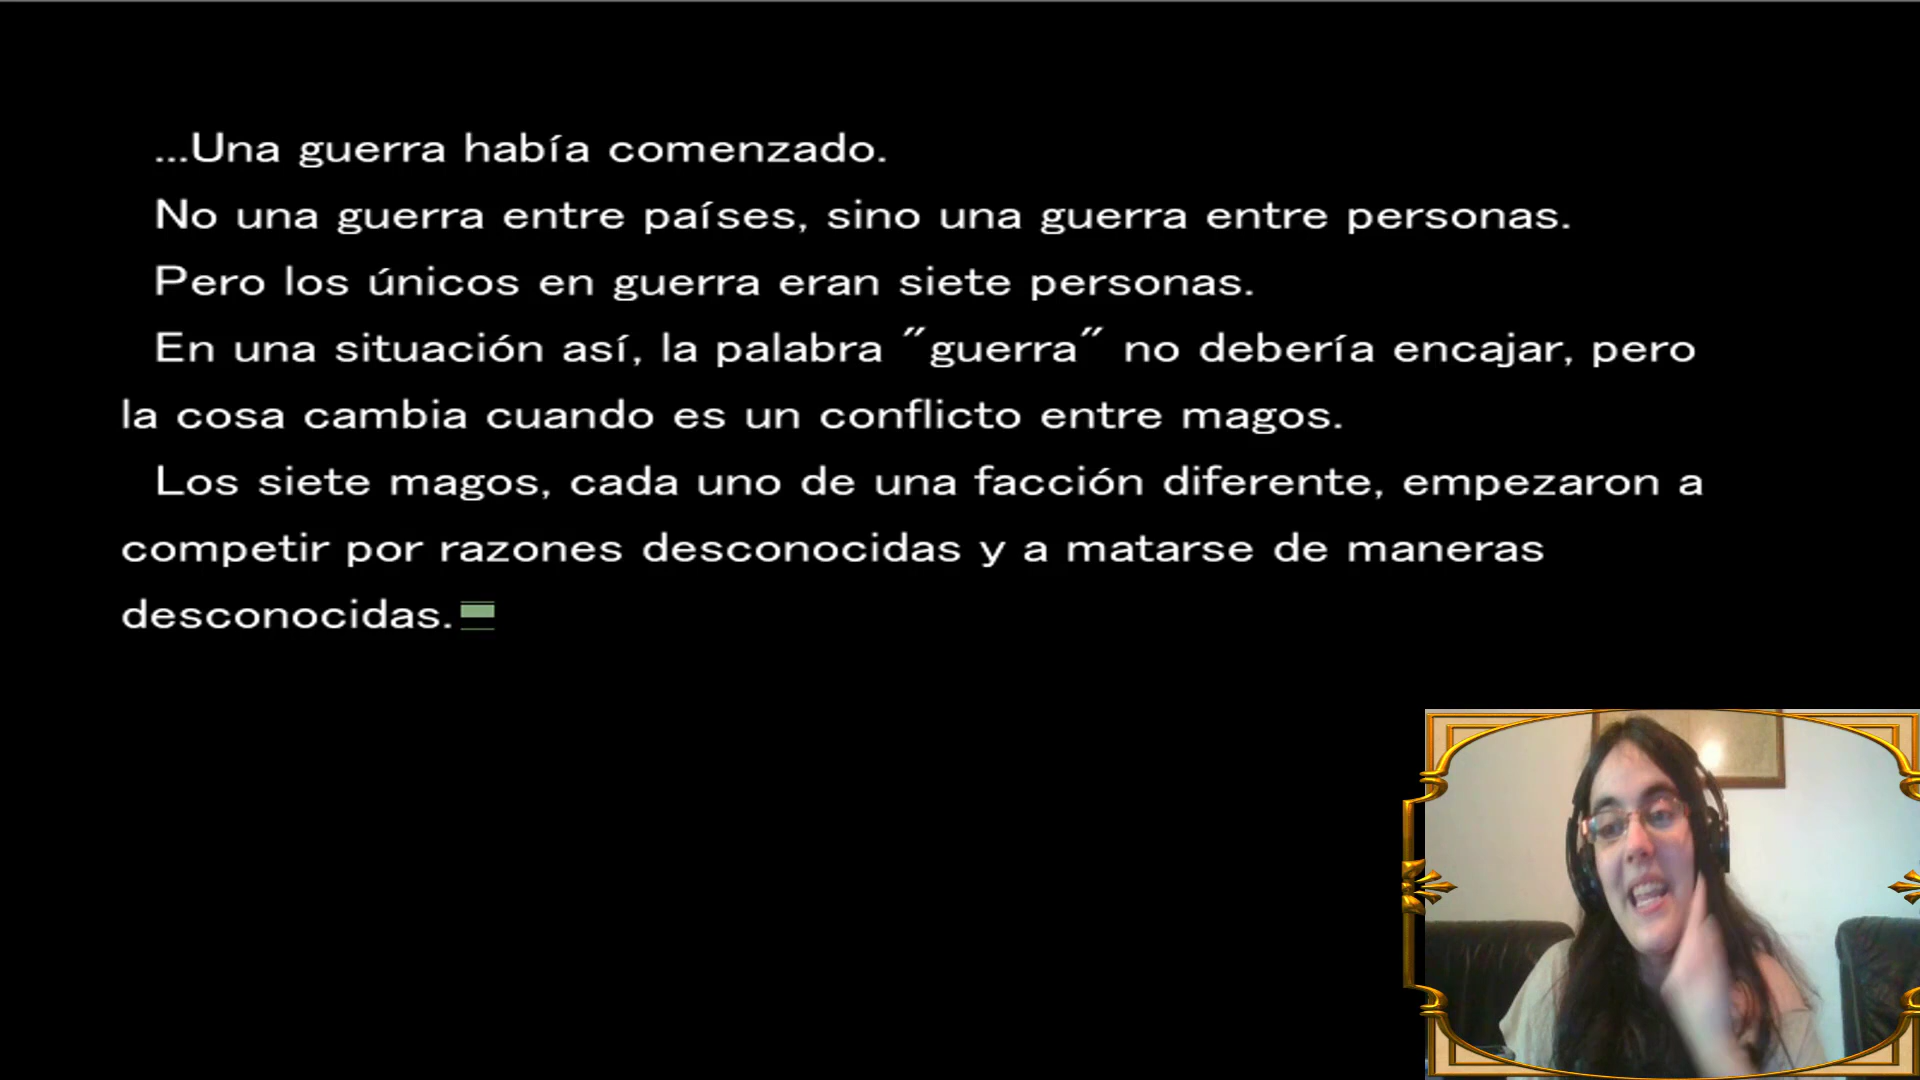 ...Una guerra había comenzado.
No una guerra entre países, sino una guerra entre personas.
Pero los únicos en guerra eran siete personas.
En una situación así, la palabra "guerra" no debería encajar, pero
la cosa cambia cuando es un conflicto entre magos.
Los siete magos, cada uno de una facción diferente, empezaron a
competir por razones desconocidas y a matarse de maneras
desconocidas.